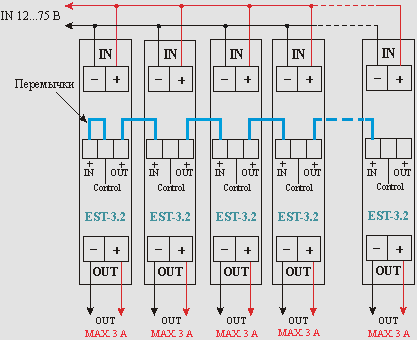 IN 12...75 В
IN IN IN IN IN
− + − + − + − + − +
Перемычки
+ + + + + + + + + +
IN OUT IN OUT IN OUT IN OUT IN OUT
Control Control Control Control Control
EST-3.2 EST-3.2 EST-3.2 EST-3.2 EST-3.2
− + − + − + − + − +
OUT OUT OUT OUT OUT
OUT OUT OUT OUT OUT
MAX. 3 A MAX. 3 A MAX. 3 A MAX. 3 A MAX. 3 A